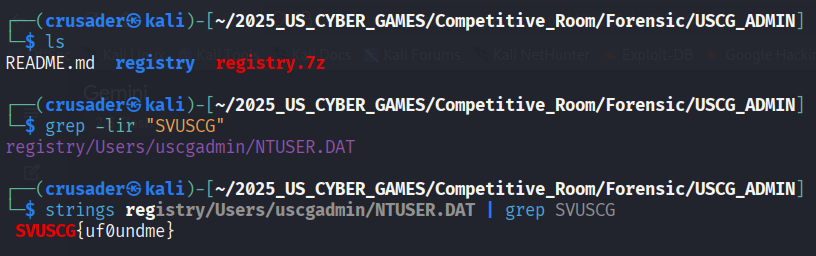 ┌──(crusader㉿kali)-[~/2025_US_CYBER_GAMES/Competitive_Room/Forensic/USCG_ADMIN]
└─$ ls
README.md  registry  registry.7z
┌──(crusader㉿kali)-[~/2025_US_CYBER_GAMES/Competitive_Room/Forensic/USCG_ADMIN]
└─$ grep -lir "SVUSCG"
registry/Users/uscgadmin/NTUSER.DAT
┌──(crusader㉿kali)-[~/2025_US_CYBER_GAMES/Competitive_Room/Forensic/USCG_ADMIN]
└─$ strings registry/Users/uscgadmin/NTUSER.DAT | grep SVUSCG
SVUSCG{uf0undme}